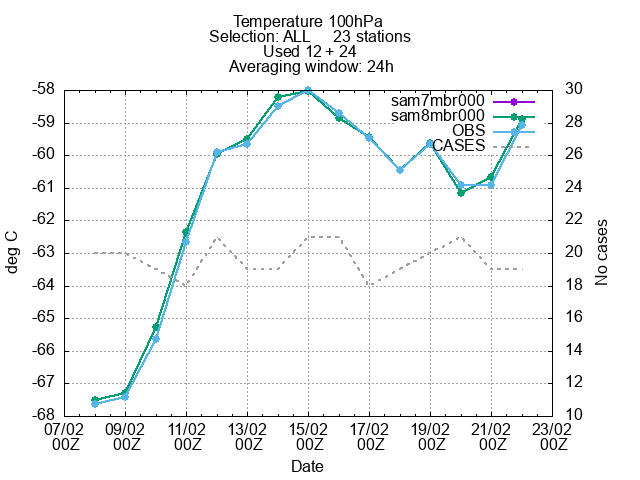 Temperature 100hPa
Selection: ALL 23 stations
Used 12 + 24
Averaging window: 24h
sam7mbr000
sam8mbr000
OBS
CASES
-58
-59
-60
-61
-62
-63
-64
-65
-66
-67
-68
30
28
26
24
22
20
18
16
14
12
10
deg C
No cases
07/02 09/02 11/02 13/02 15/02 17/02 19/02 21/02 23/02
00Z 00Z 00Z 00Z 00Z 00Z 00Z 00Z 00Z
Date